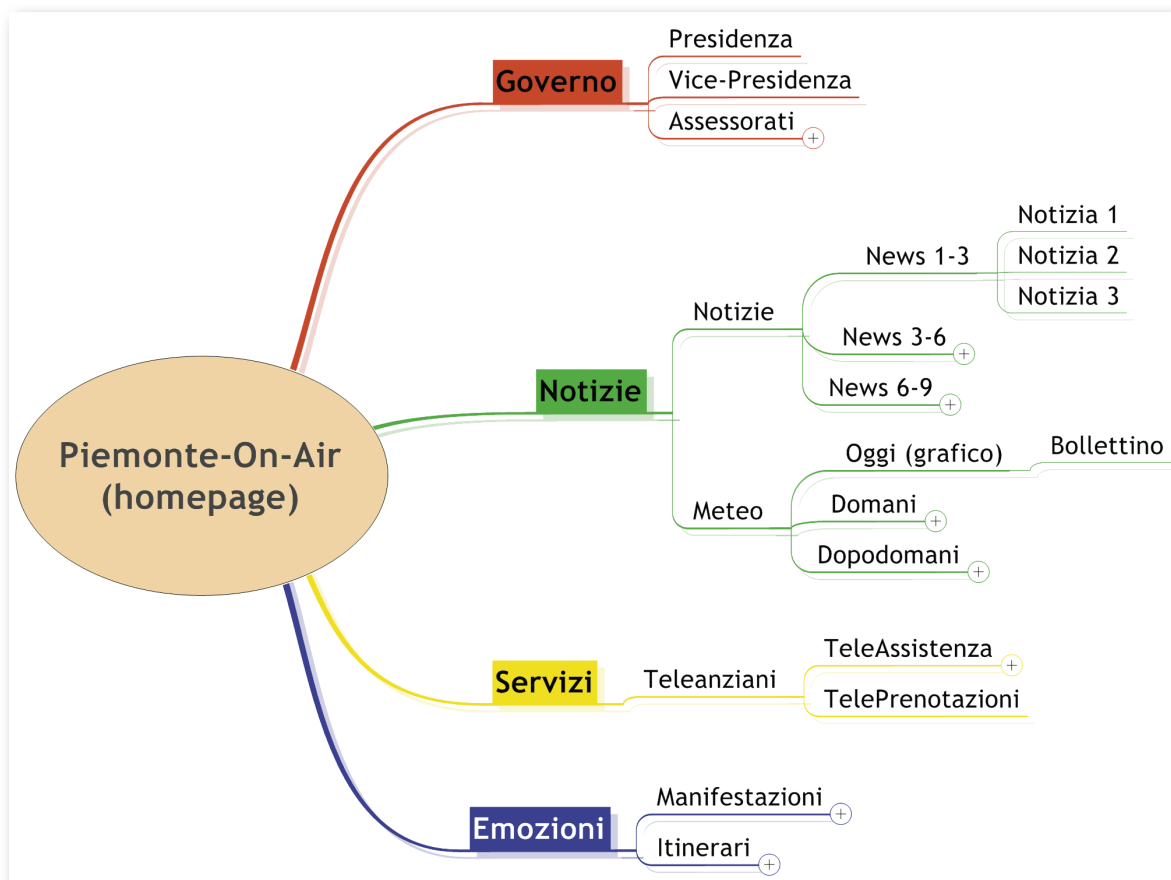 Piemonte-On-Air
(homepage)
Governo
Presidenza
Vice-Presidenza
Assessorati
Notizie
Notizie
News 1-3
Notizia 1
Notizia 2
Notizia 3
News 3-6
News 6-9
Meteo
Oggi (grafico)
Bollettino
Domani
Dopodomani
Servizi
Teleanziani
TeleAssistenza
TelePrenotazioni
Emozioni
Manifestazioni
Itinerari